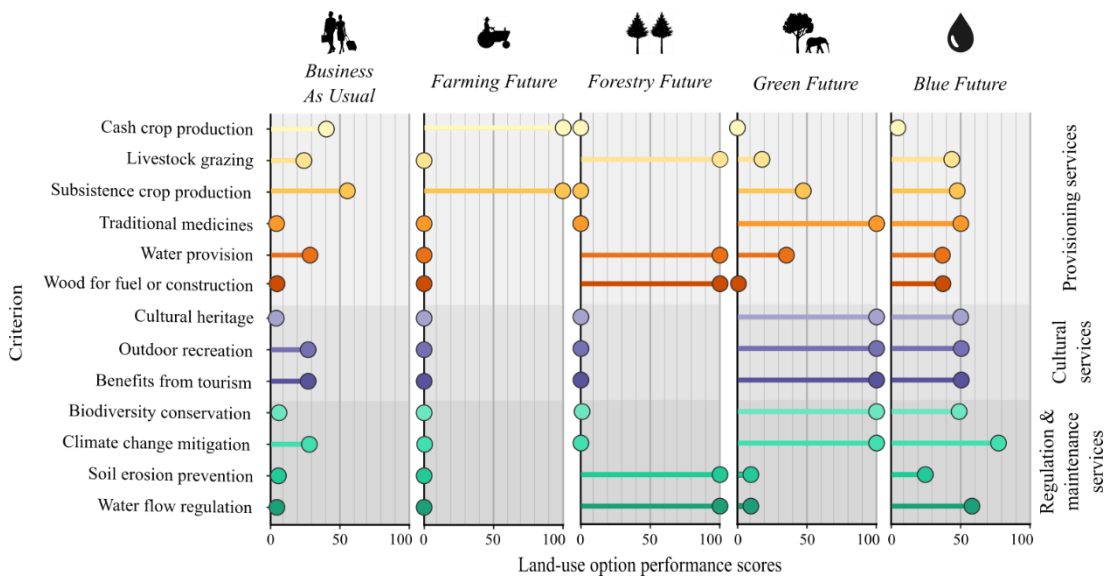 Business
As Usual
Farming Future
Forestry Future
Green Future
Blue Future
Criterion
Cash crop production
Livestock grazing
Subsistence crop production
Traditional medicines
Water provision
Wood for fuel or construction
Cultural heritage
Outdoor recreation
Benefits from tourism
Biodiversity conservation
Climate change mitigation
Soil erosion prevention
Water flow regulation
Provisioning services
Cultural
services
Regulation &
maintenance
services
0 50 100 0 50 100 0 50 100 0 50 100 0 50 100
Land-use option performance scores